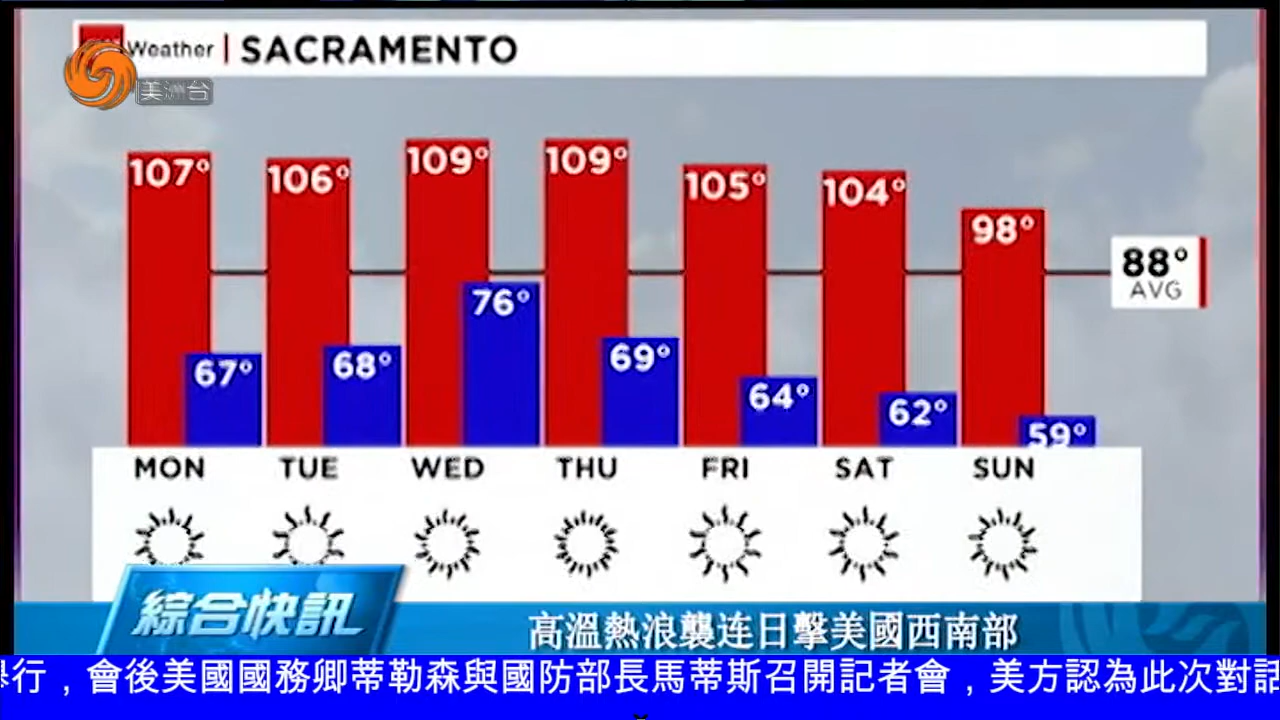 Weather | SACRAMENTO
美洲台
107° 106° 109° 109° 105° 104° 98°
88°
AVG
67° 68° 76° 69° 64° 62° 59°
MON TUE WED THU FRI SAT SUN
綜合快訊
高溫熱浪襲连日擊美國西南部
舉行，會後美國國務卿蒂勒森與國防部長馬蒂斯召開記者會，美方認為此次對話